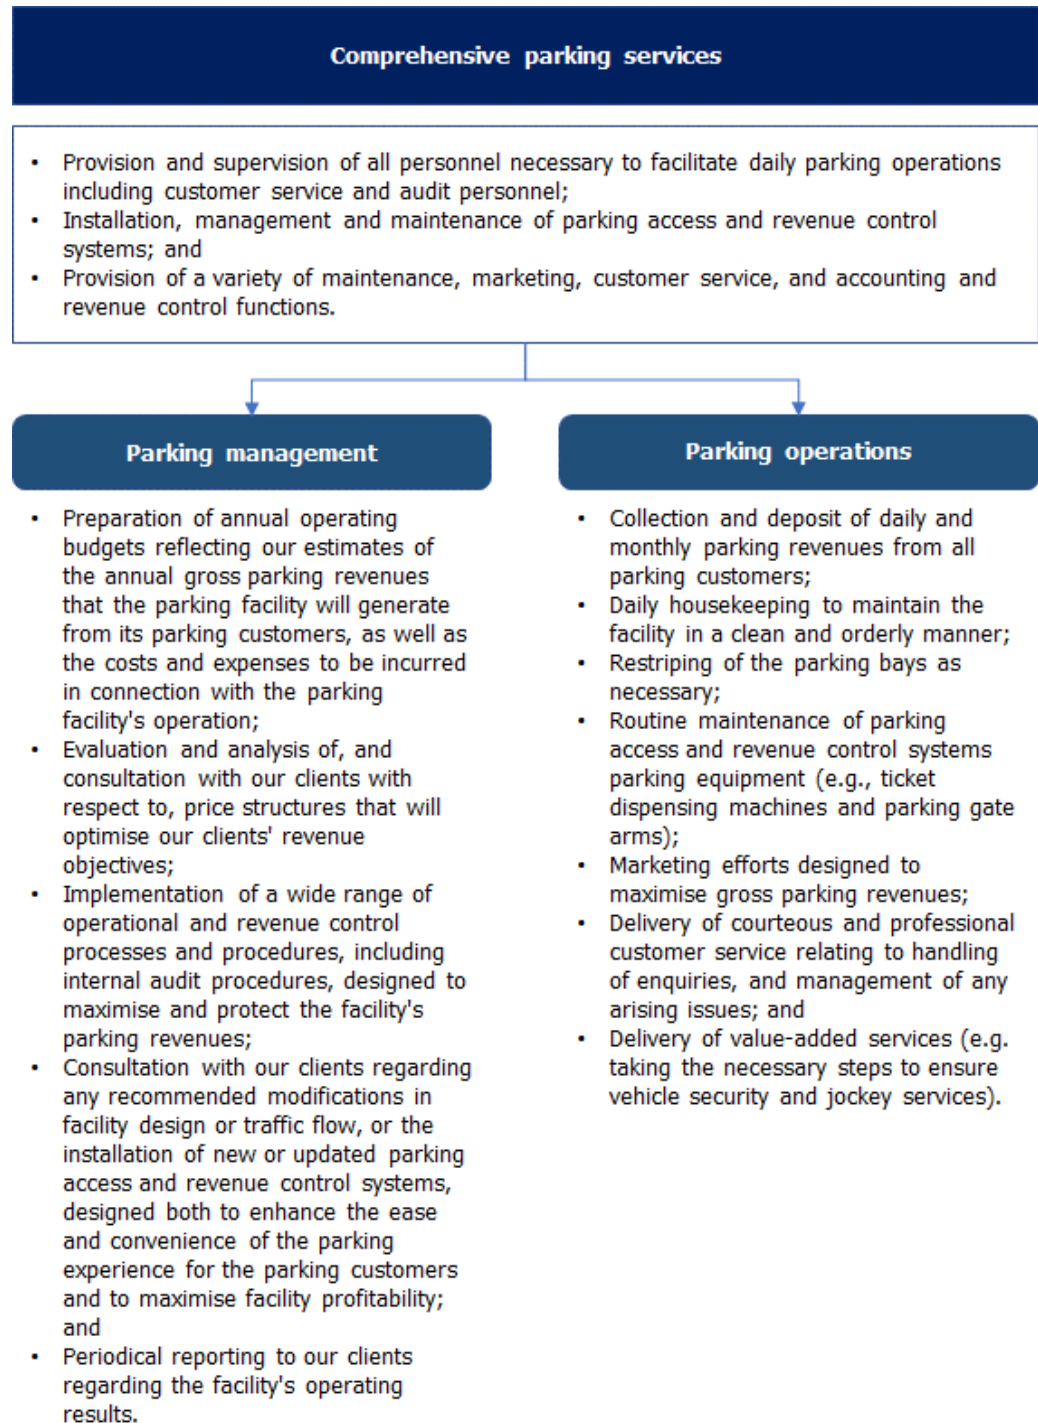 Comprehensive parking services
• Provision and supervision of all personnel necessary to facilitate daily parking operations
including customer service and audit personnel;
• Installation, management and maintenance of parking access and revenue control
systems; and
• Provision of a variety of maintenance, marketing, customer service, and accounting and
revenue control functions.
Parking management
• Preparation of annual operating
budgets reflecting our estimates of
the annual gross parking revenues
that the parking facility will generate
from its parking customers, as well as
the costs and expenses to be incurred
in connection with the parking
facility's operation;
• Evaluation and analysis of, and
consultation with our clients with
respect to, price structures that will
optimise our clients' revenue
objectives;
• Implementation of a wide range of
operational and revenue control
processes and procedures, including
internal audit procedures, designed to
maximise and protect the facility's
parking revenues;
• Consultation with our clients regarding
any recommended modifications in
facility design or traffic flow, or the
installation of new or updated parking
access and revenue control systems,
designed both to enhance the ease
and convenience of the parking
experience for the parking customers
and to maximise facility profitability;
and
• Periodical reporting to our clients
regarding the facility's operating
results.
Parking operations
• Collection and deposit of daily and
monthly parking revenues from all
parking customers;
• Daily housekeeping to maintain the
facility in a clean and orderly manner;
• Restriping of the parking bays as
necessary;
• Routine maintenance of parking
access and revenue control systems
parking equipment (e.g., ticket
dispensing machines and parking gate
arms);
• Marketing efforts designed to
maximise gross parking revenues;
• Delivery of courteous and professional
customer service relating to handling
of enquiries, and management of any
arising issues; and
• Delivery of value-added services (e.g.
taking the necessary steps to ensure
vehicle security and jockey services).